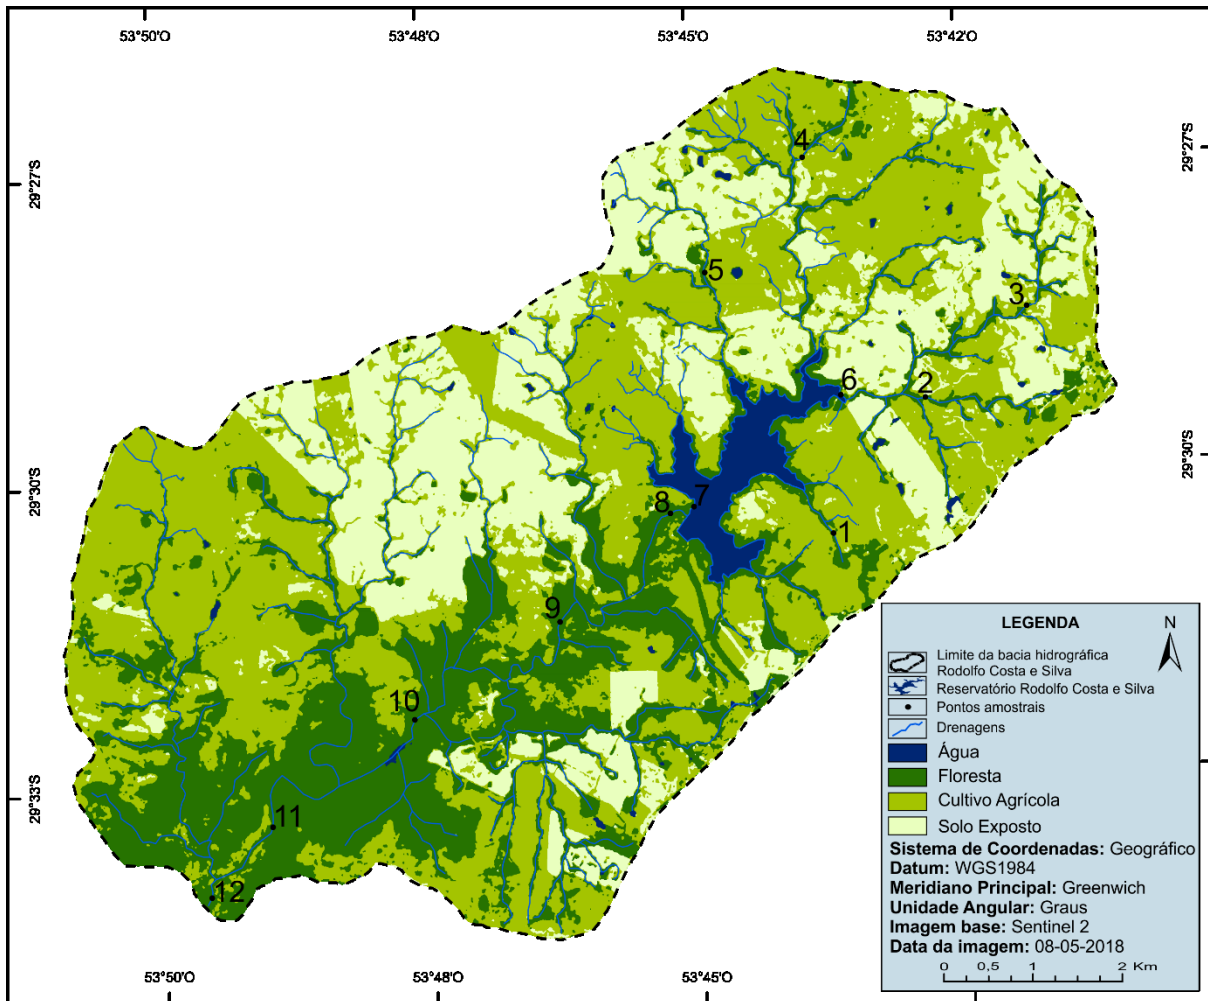 53°50'O 53°48'O 53°45'O 53°42'O
29°27'S
29°27'S
4
5
3
6
2
29°30'S
29°30'S
7
8
1
9
10
29°33'S
11
12
LEGENDA
N
Limite da bacia hidrográfica
Rodolfo Costa e Silva
Reservatório Rodolfo Costa e Silva
Pontos amostrais
Drenagens
Água
Floresta
Cultivo Agrícola
Solo Exposto
Sistema de Coordenadas: Geográfico
Datum: WGS1984
Meridiano Principal: Greenwich
Unidade Angular: Graus
Imagem base: Sentinel 2
Data da imagem: 08-05-2018
0 0,5 1 2 Km
53°50'O 53°48'O 53°45'O